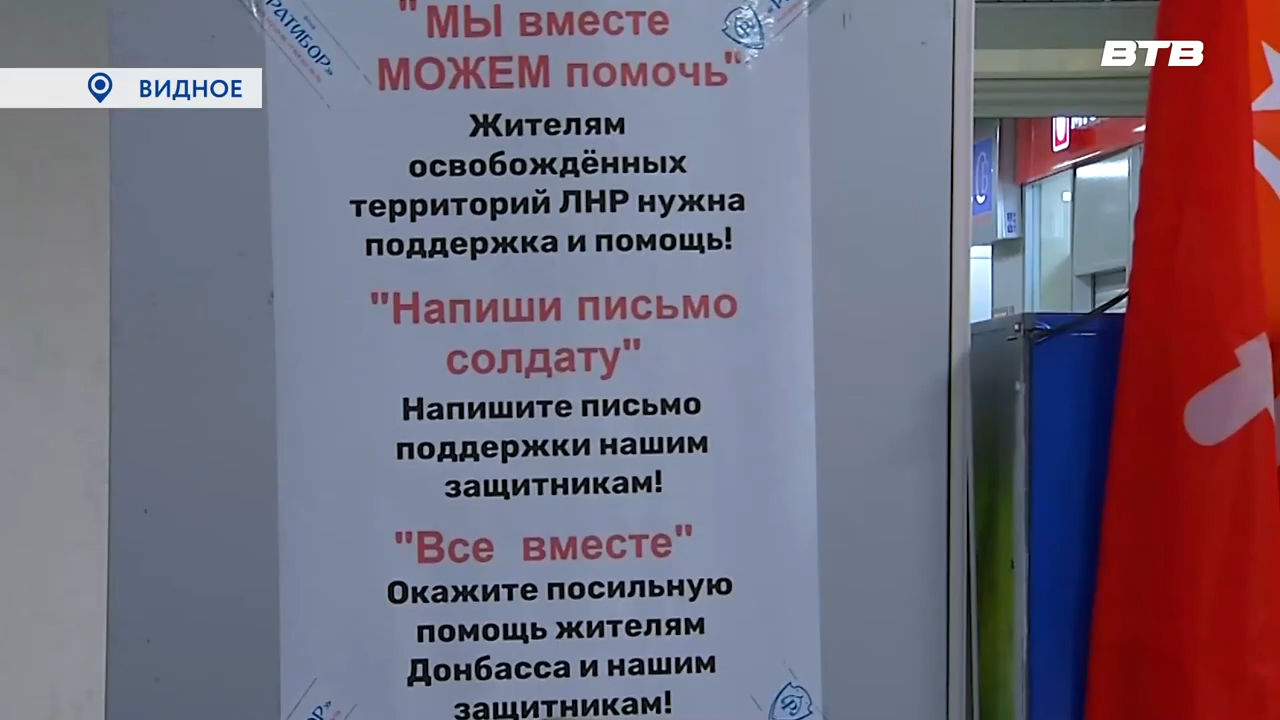 "МЫ вместе
МОЖЕМ помочь"
Жителям
освобождённых
территорий ЛНР нужна
поддержка и помощь!
"Напиши письмо
солдату"
Напишите письмо
поддержки нашим
защитникам!
"Все вместе"
Окажите посильную
помощь жителям
Донбасса и нашим
защитникам!
ВИДНОЕ
ВТВ